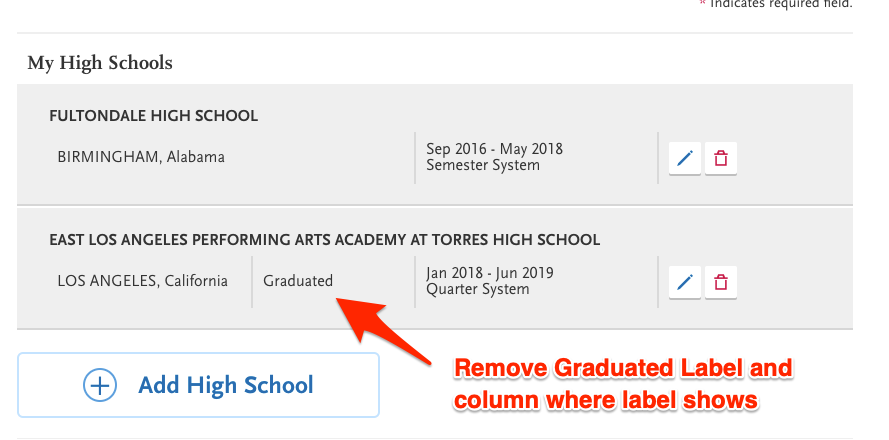 * Indicates required field.
My High Schools
FULTONDALE HIGH SCHOOL
BIRMINGHAM, Alabama
Sep 2016 - May 2018
Semester System
EAST LOS ANGELES PERFORMING ARTS ACADEMY AT TORRES HIGH SCHOOL
LOS ANGELES, California
Graduated
Jan 2018 - Jun 2019
Quarter System
Add High School
Remove Graduated Label and
column where label shows